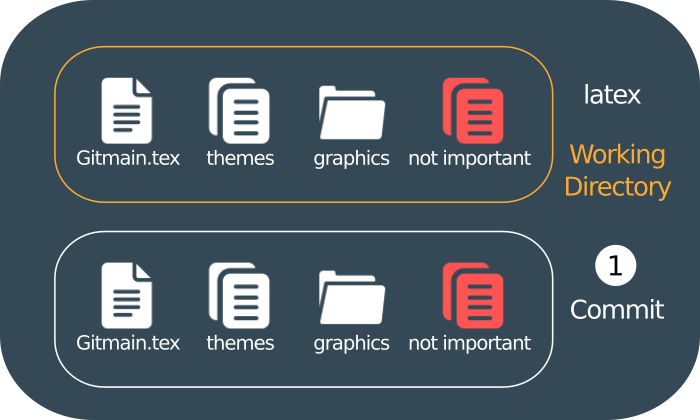 Gitmain.tex themes graphics not important
latex
Working
Directory
Gitmain.tex themes graphics not important
1
Commit